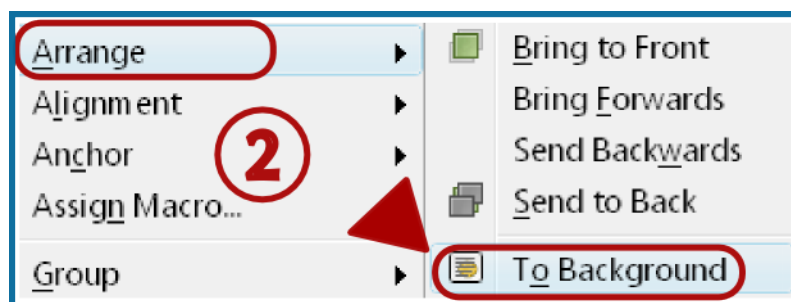 Arrange
Alignment
Anchor
2
Assign Macro...
Group
Bring to Front
Bring Forwards
Send Backwards
Send to Back
To Background